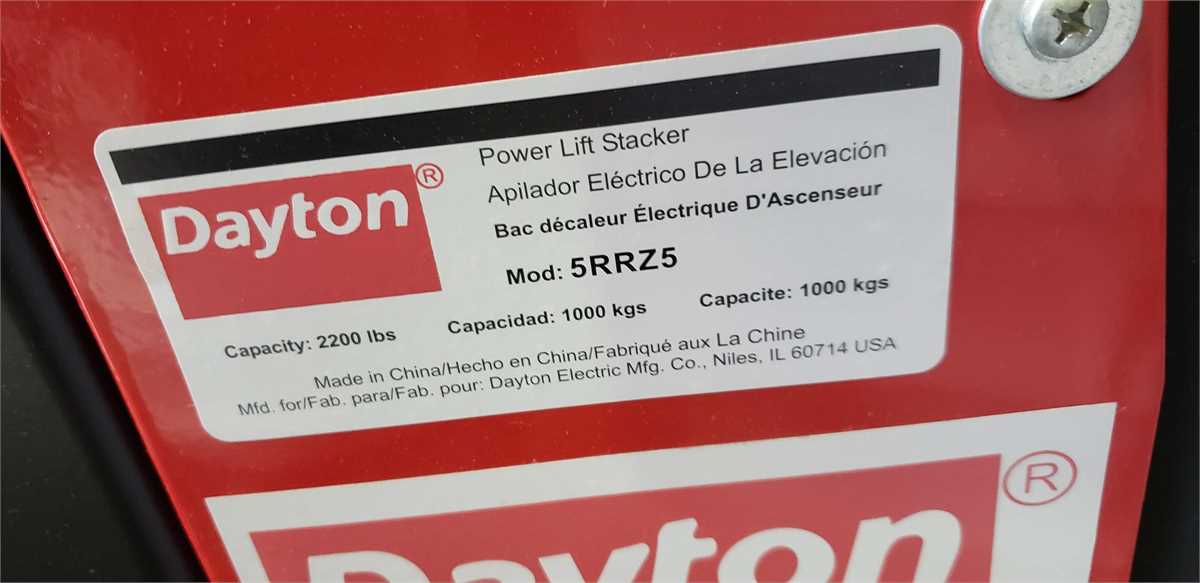 Dayton®
Power Lift Stacker
Apilador Eléctrico De La Elevación
Bac décaleur Électrique D'Ascenseur
Mod: 5RRZ5
Capacity: 2200 lbs Capacidad: 1000 kgs Capacite: 1000 kgs
Made in China/Hecho en China/Fabriqué aux La Chine
Mfd. for/Fab. para/Fab. pour: Dayton Electric Mfg. Co., Niles, IL 60714 USA
Dayton®